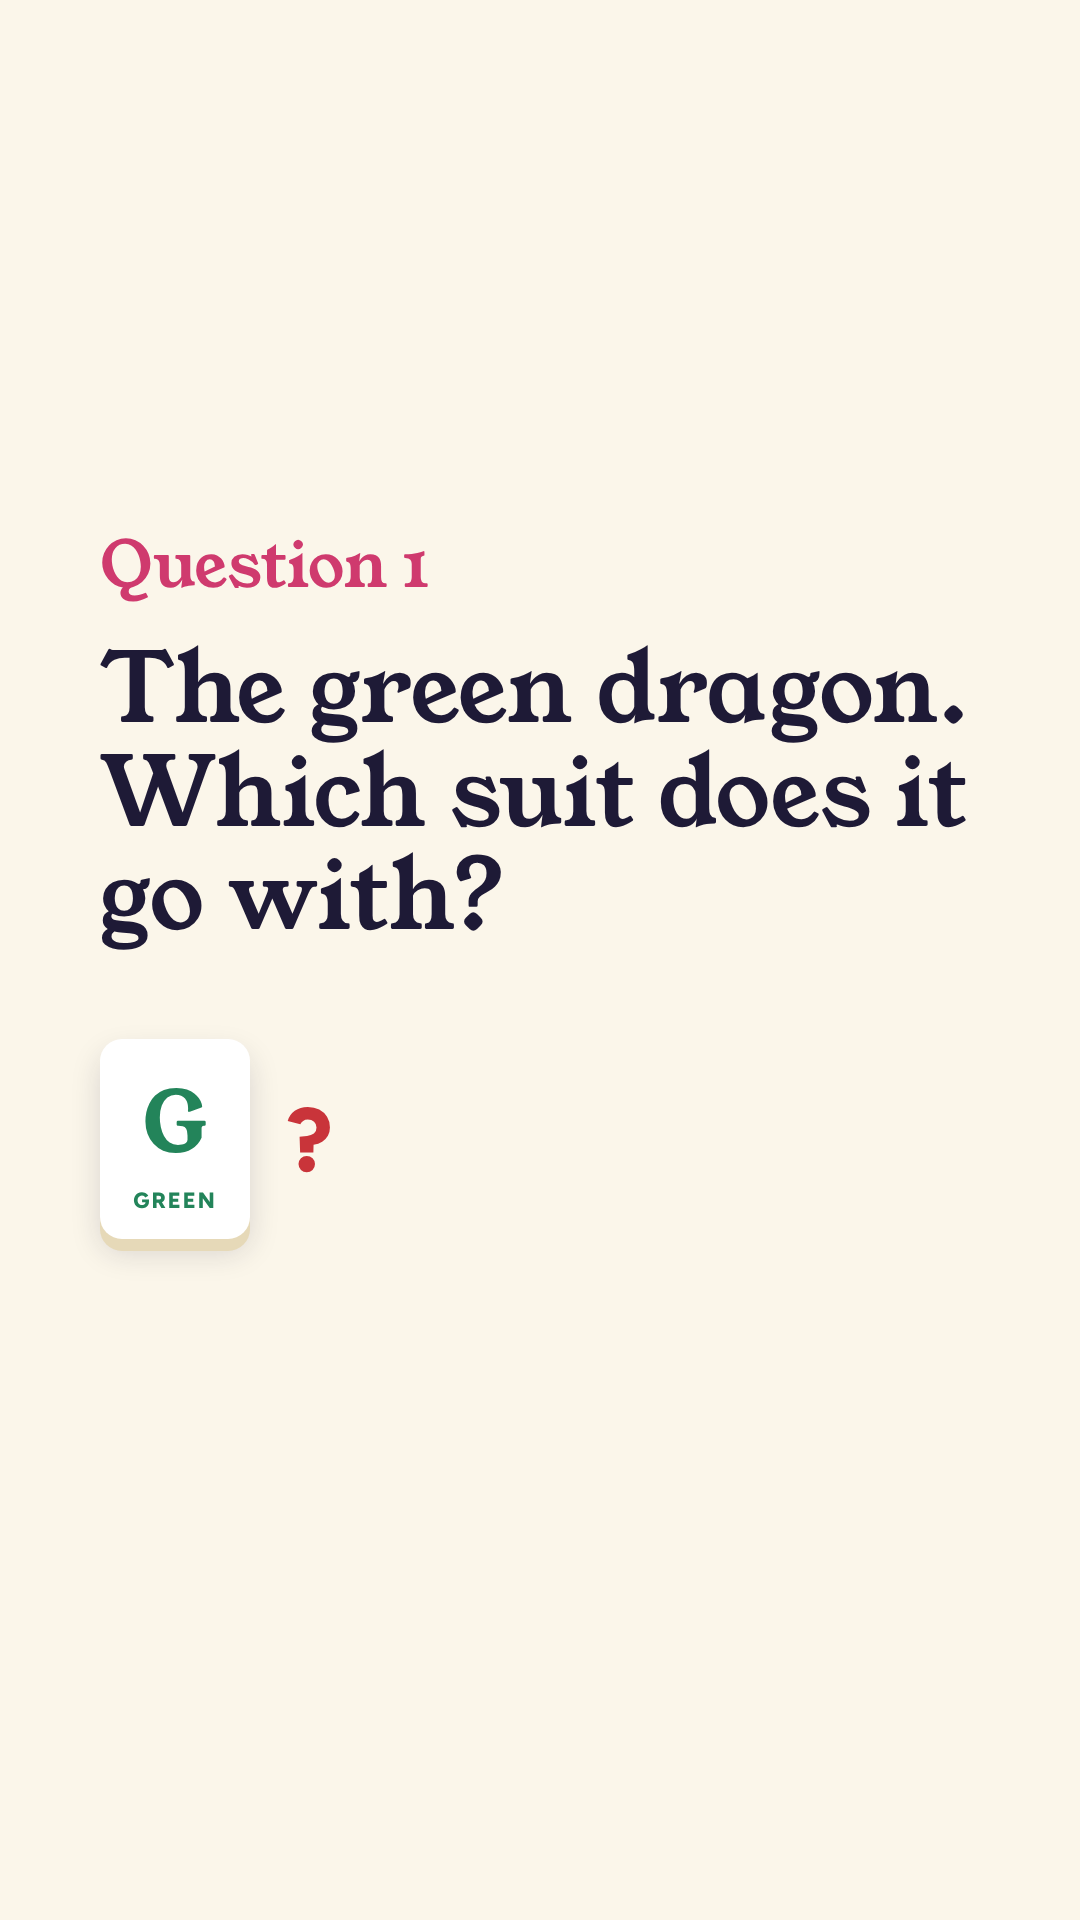 Question 1
The green dragon.
Which suit does it
go with?
G
GREEN
?